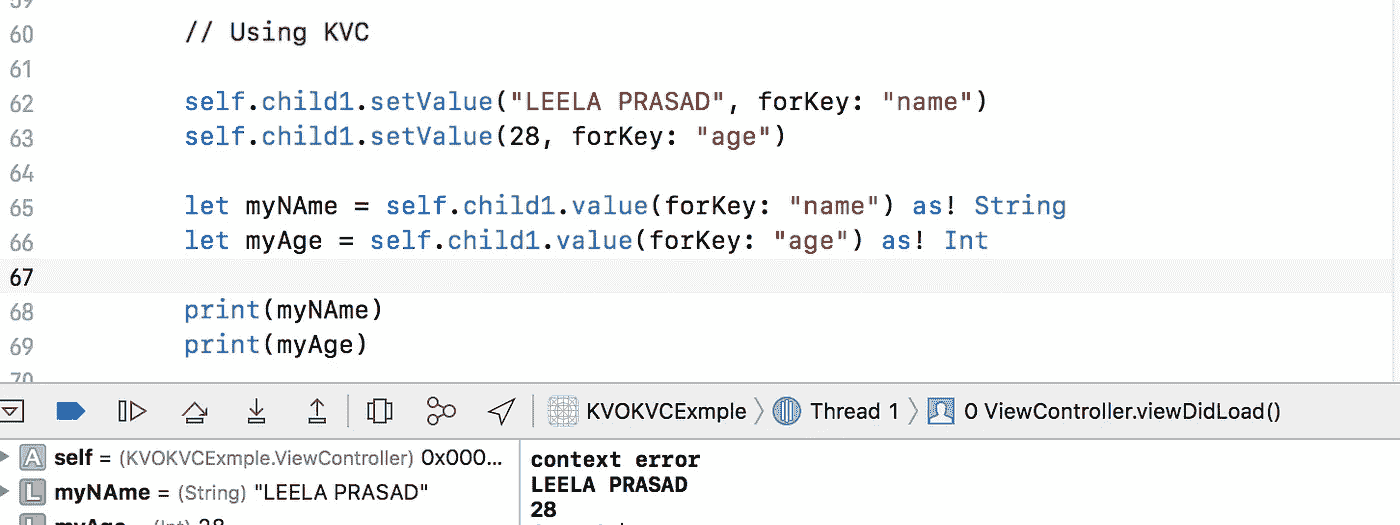 59
60 // Using KVC
61
62 self.child1.setValue("LEELA PRASAD", forKey: "name")
63 self.child1.setValue(28, forKey: "age")
64
65 let myNAme = self.child1.value(forKey: "name") as! String
66 let myAge = self.child1.value(forKey: "age") as! Int
67
68 print(myNAme)
69 print(myAge)
70
KVOKVCExmple Thread 1 0 ViewController.viewDidLoad()
A self = (KVOKVCExmple.ViewController) 0x000...
L myNAme = (String) "LEELA PRASAD"
myAge = (Int) 28
context error
LEELA PRASAD
28